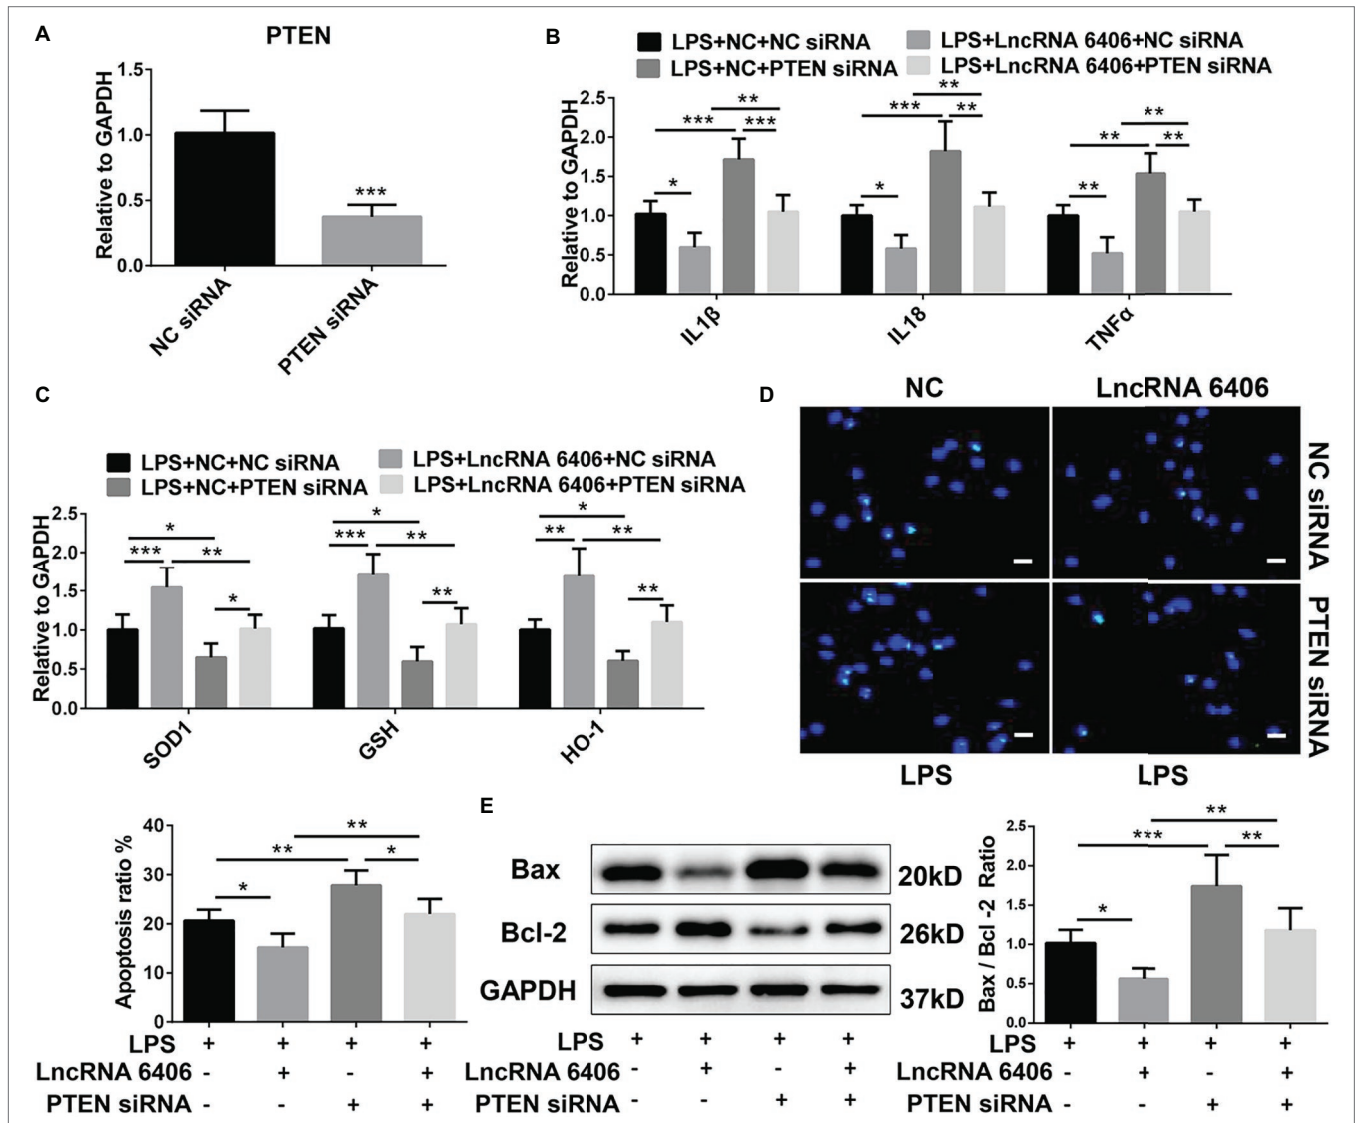 A
PTEN
Relative to GAPDH
1.5
1.0
0.5
0.0
***
NC siRNA
PTEN siRNA
B
LPS+NC+NC siRNA
LPS+LncRNA 6406+NC siRNA
LPS+NC+PTEN siRNA
LPS+LncRNA 6406+PTEN siRNA
Relative to GAPDH
2.5
2.0
1.5
1.0
0.5
0.0
** *** *** *
** *** ** *
** ** ** **
IL1β
IL18
TNFα
C
LPS+NC+NC siRNA
LPS+LncRNA 6406+NC siRNA
LPS+NC+PTEN siRNA
LPS+LncRNA 6406+PTEN siRNA
Relative to GAPDH
2.5
2.0
1.5
1.0
0.5
0.0
* *** ** *
* *** ** **
* ** ** **
SOD1
GSH
HO-1
D
NC
LncRNA 6406
NC siRNA
PTEN siRNA
LPS
LPS
Apoptosis ratio %
40
30
20
10
0
** ** * *
LPS + + + +
LncRNA 6406 - + - +
PTEN siRNA - - + +
E
Bax 20kD
Bcl-2 26kD
GAPDH 37kD
LPS + + + +
LncRNA 6406 - + - +
PTEN siRNA - - + +
Bax / Bcl -2 Ratio
2.5
2.0
1.5
1.0
0.5
0.0
** *** ** *
LPS + + + +
LncRNA 6406 - + - +
PTEN siRNA - - + +